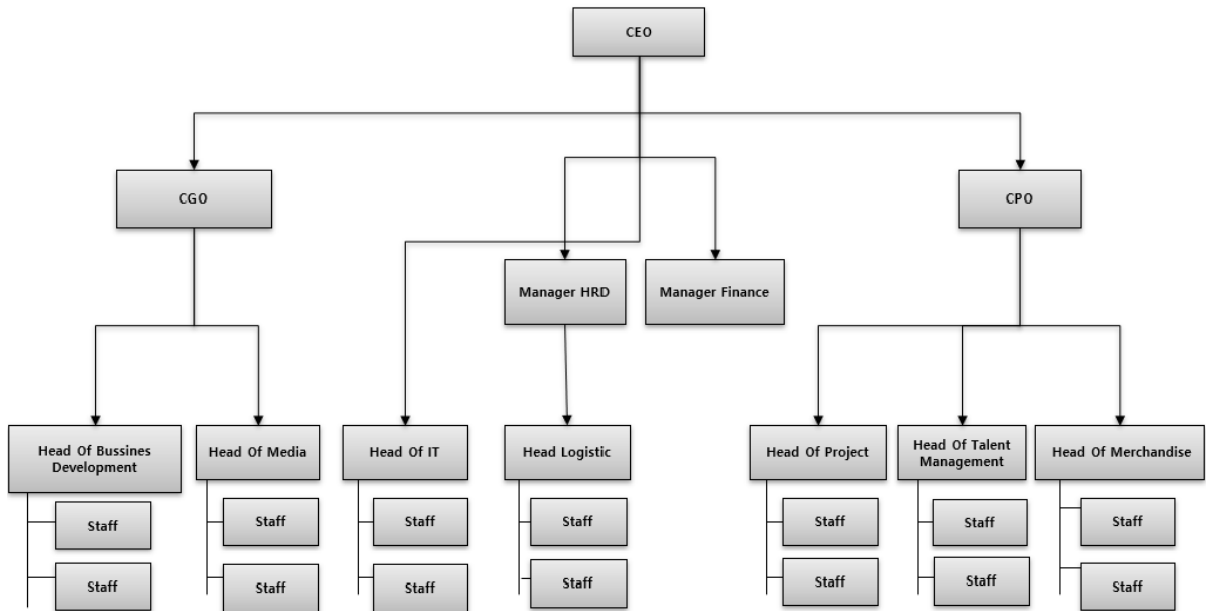 CEO
CGO
CPO
Manager HRD
Manager Finance
Head Of Bussines
Development
Head Of Media
Head Of IT
Head Logistic
Head Of Project
Head Of Talent
Management
Head Of Merchandise
Staff
Staff
Staff
Staff
Staff
Staff
Staff
Staff
Staff
Staff
Staff
Staff
Staff
Staff